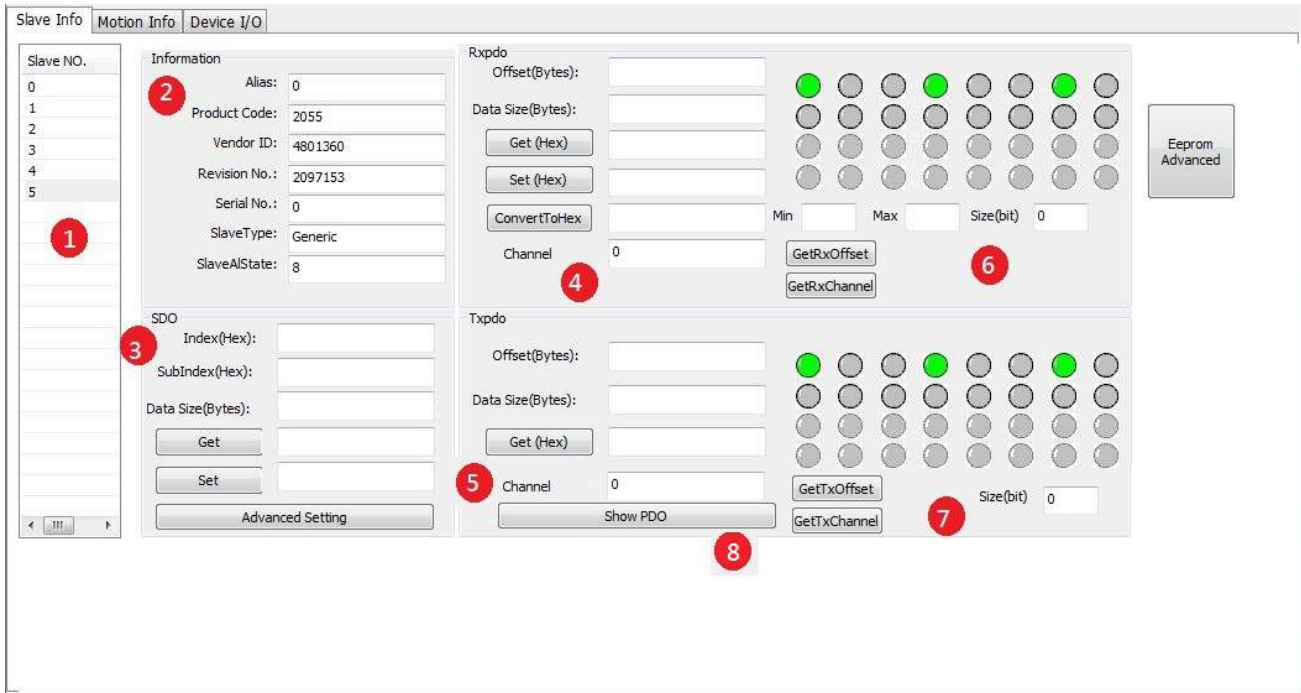 Slave Info Motion Info Device I/O
Slave NO.
0
1
2
3
4
5
1
Information
2
Alias: 0
Product Code: 2055
Vendor ID: 4801360
Revision No.: 2097153
Serial No.: 0
SlaveType: Generic
SlaveAlState: 8
SDO
3
Index(Hex):
SubIndex(Hex):
Data Size(Bytes):
Get
Set
Advanced Setting
Rxpdo
Offset(Bytes):
Data Size(Bytes):
Get (Hex)
Set (Hex)
ConvertToHex
Min Max Size(bit) 0
Channel 0
4
GetRxOffset
GetRxChannel
6
Txpdo
Offset(Bytes):
Data Size(Bytes):
Get (Hex)
5
Channel 0
Show PDO
GetTxOffset
GetTxChannel
Size(bit) 0
7
8
Eeprom
Advanced